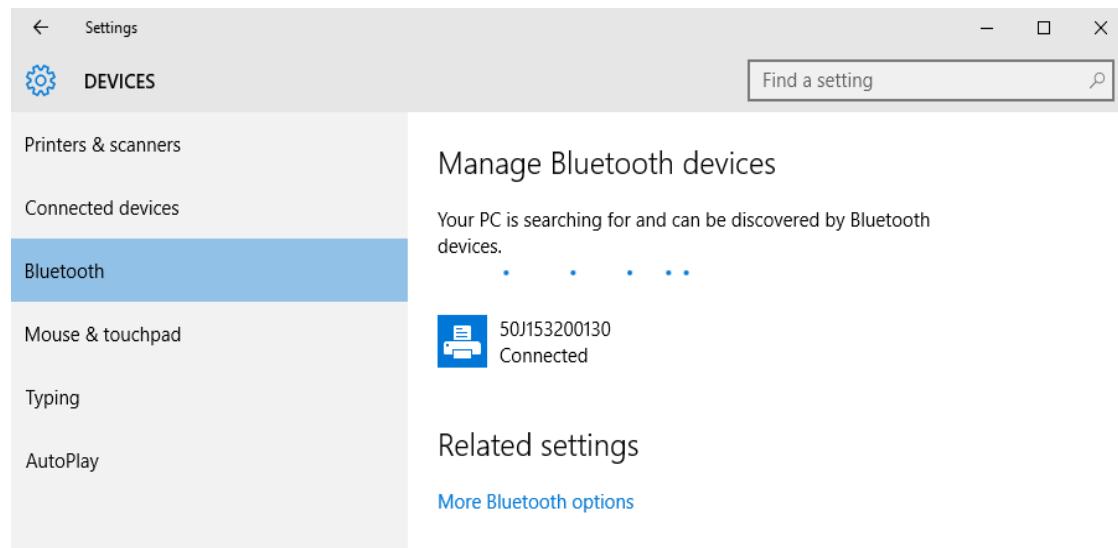 Settings
DEVICES
Find a setting
Printers & scanners
Connected devices
Bluetooth
Mouse & touchpad
Typing
AutoPlay
Manage Bluetooth devices
Your PC is searching for and can be discovered by Bluetooth
devices.
50J153200130
Connected
Related settings
More Bluetooth options